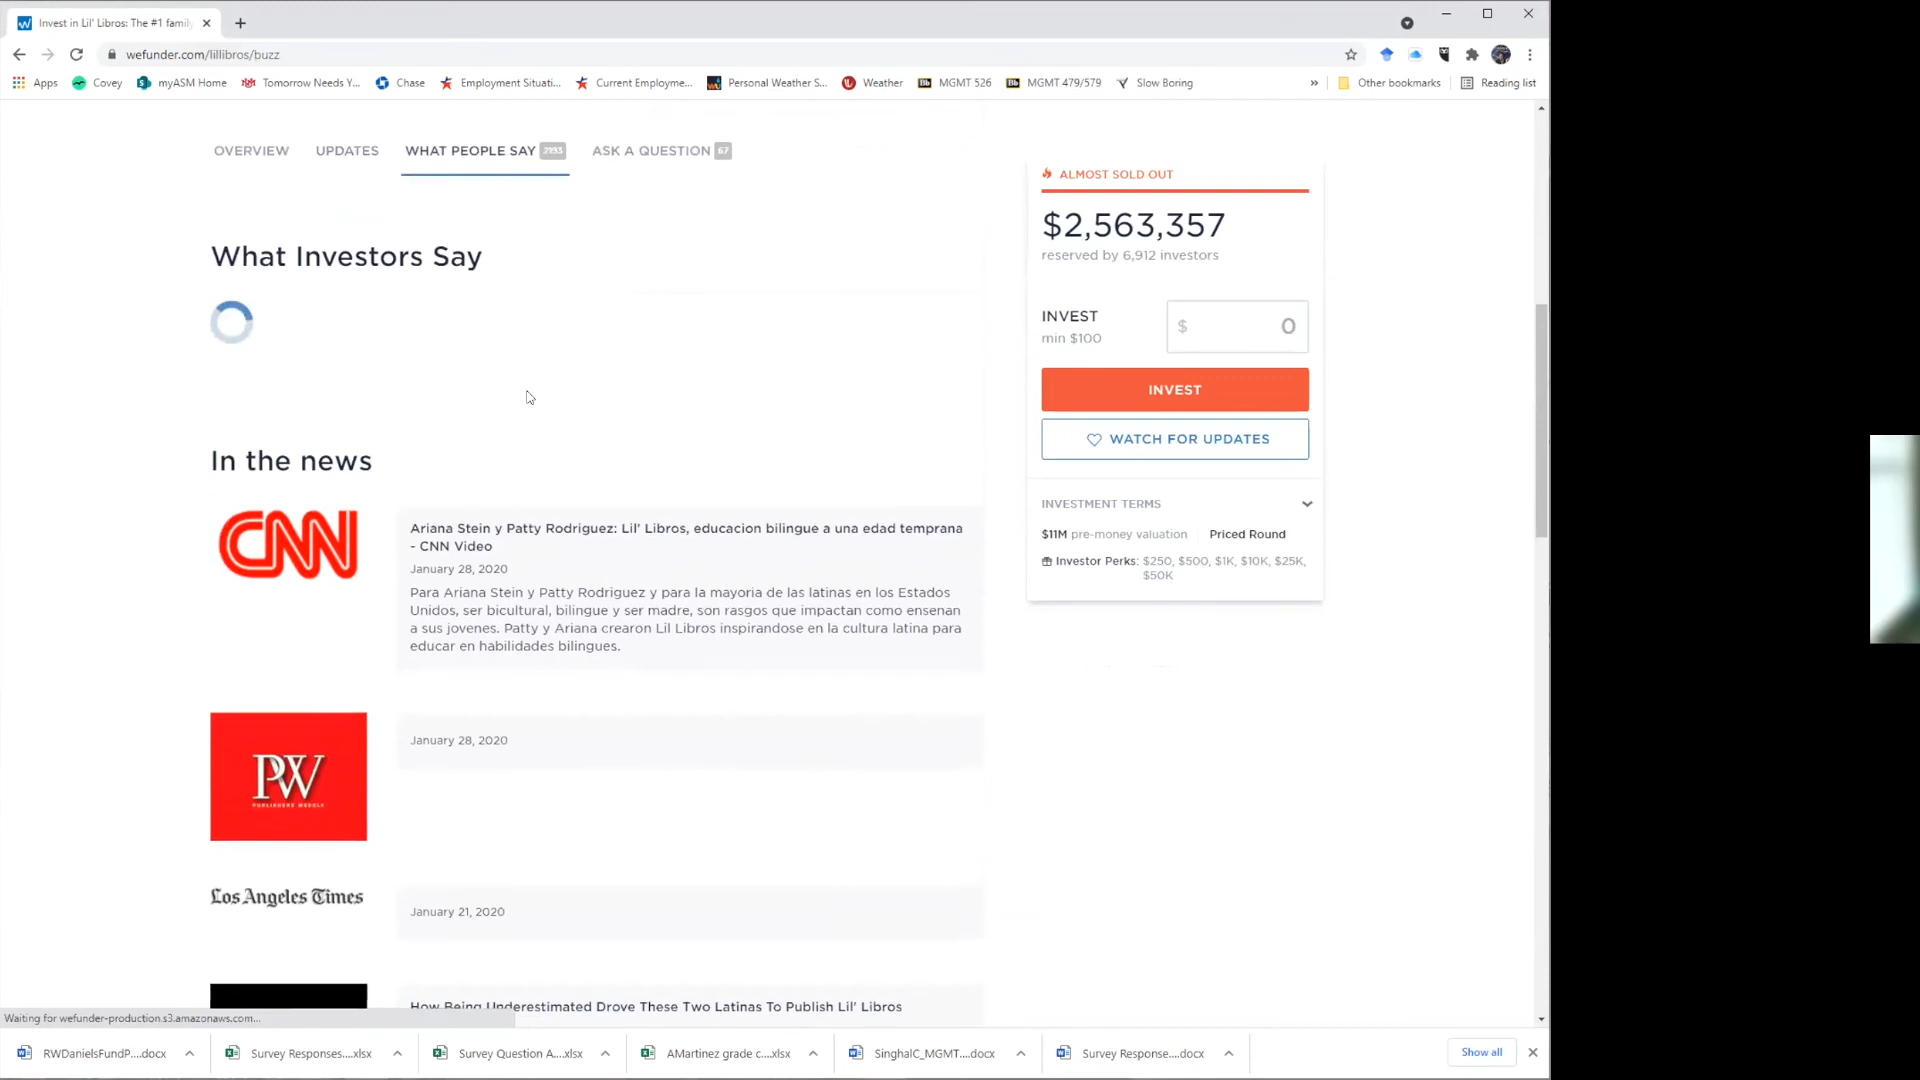 Invest in Lil' Libros: The #1 family
wefunder.com/lillibros/buzz
Apps Covey myASM Home Tomorrow Needs Y... Chase Employment Situati... Current Employme... Personal Weather S... Weather MGMT 526 MGMT 479/579 Slow Boring » Other bookmarks Reading list
OVERVIEW UPDATES WHAT PEOPLE SAY 2193 ASK A QUESTION 67
ALMOST SOLD OUT
$2,563,357
reserved by 6,912 investors
What Investors Say
INVEST
min $100
$ 0
INVEST
WATCH FOR UPDATES
INVESTMENT TERMS
$11M pre-money valuation Priced Round
Investor Perks: $250, $500, $1K, $10K, $25K,
$50K
In the news
CNN
Ariana Stein y Patty Rodriguez: Lil' Libros, educacion bilingue a una edad temprana
- CNN Video
January 28, 2020
Para Ariana Stein y Patty Rodriguez y para la mayoria de las latinas en los Estados
Unidos, ser bicultural, bilingue y ser madre, son rasgos que impactan como ensenan
a sus jovenes. Patty y Ariana crearon Lil Libros inspirandose en la cultura latina para
educar en habilidades bilingues.
PW
PUBLISHERS WEEKLY
January 28, 2020
Los Angeles Times
January 21, 2020
How Being Underestimated Drove These Two Latinas To Publish Lil' Libros
Waiting for wefunder-production.s3.amazonaws.com...
RWDanielsFundP....docx Survey Responses....xlsx Survey Question A....xlsx AMartinez grade c....xlsx SinghalC_MGMT....docx Survey Response....docx Show all